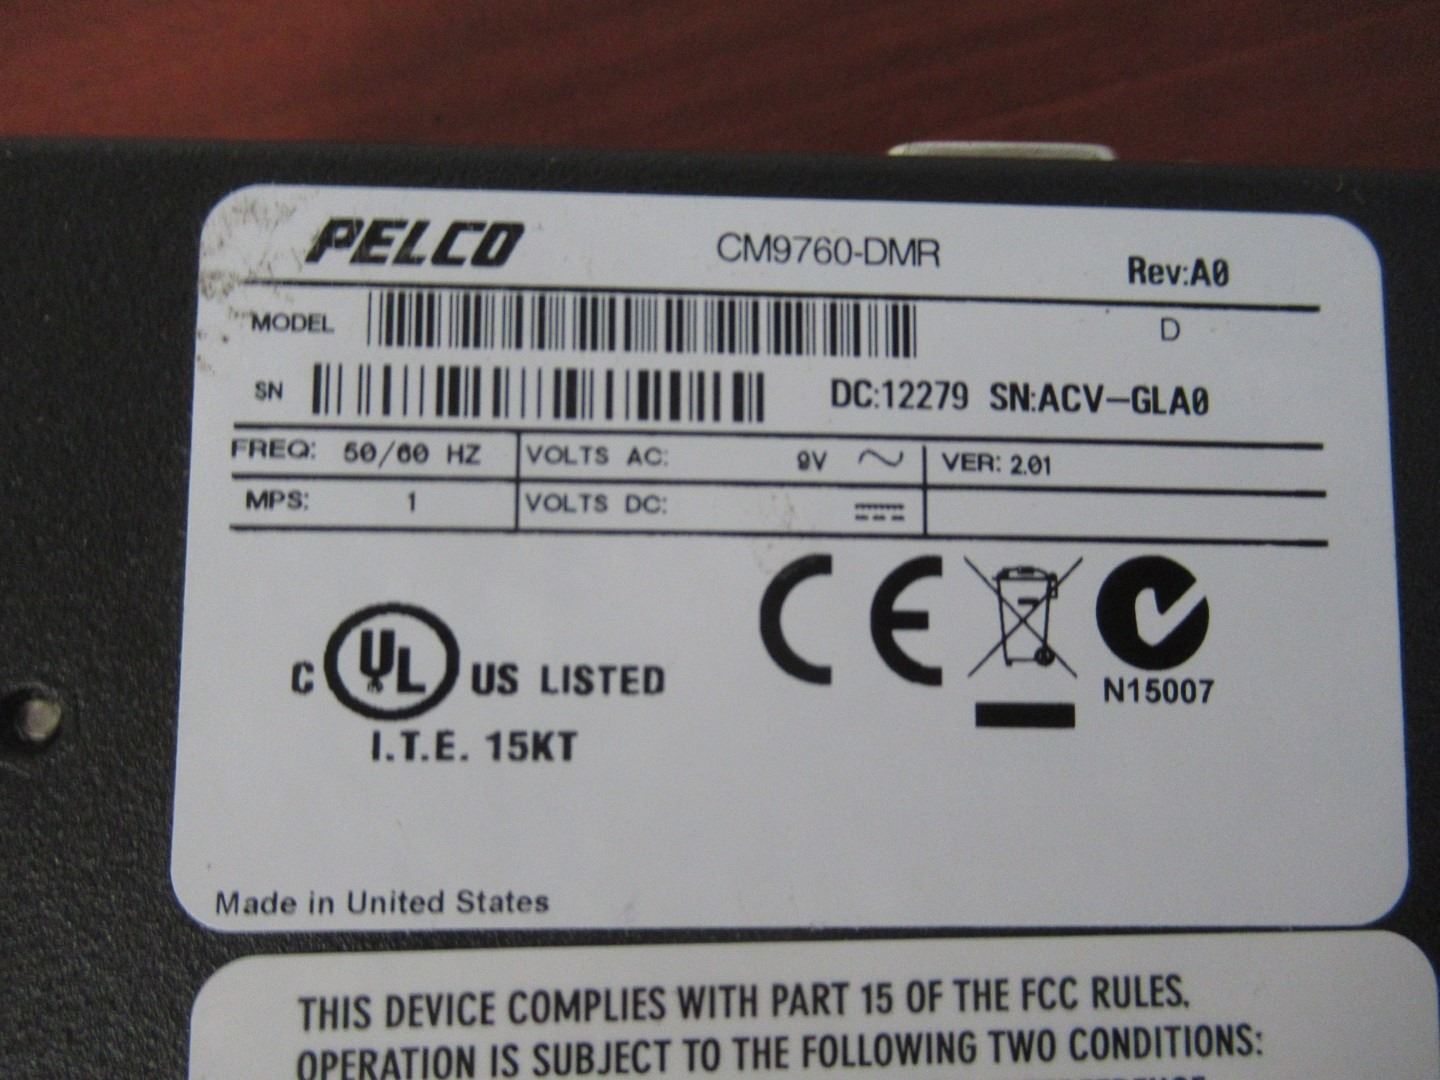 PELCO CM9760-DMR Rev:A0
MODEL D
SN DC:12279 SN:ACV-GLA0
FREQ: 50/60 HZ VOLTS AC: 9V VER: 2.01
MPS: 1 VOLTS DC:
CE
N15007
C UL US LISTED
I.T.E. 15KT
Made in United States
THIS DEVICE COMPLIES WITH PART 15 OF THE FCC RULES.
OPERATION IS SUBJECT TO THE FOLLOWING TWO CONDITIONS: